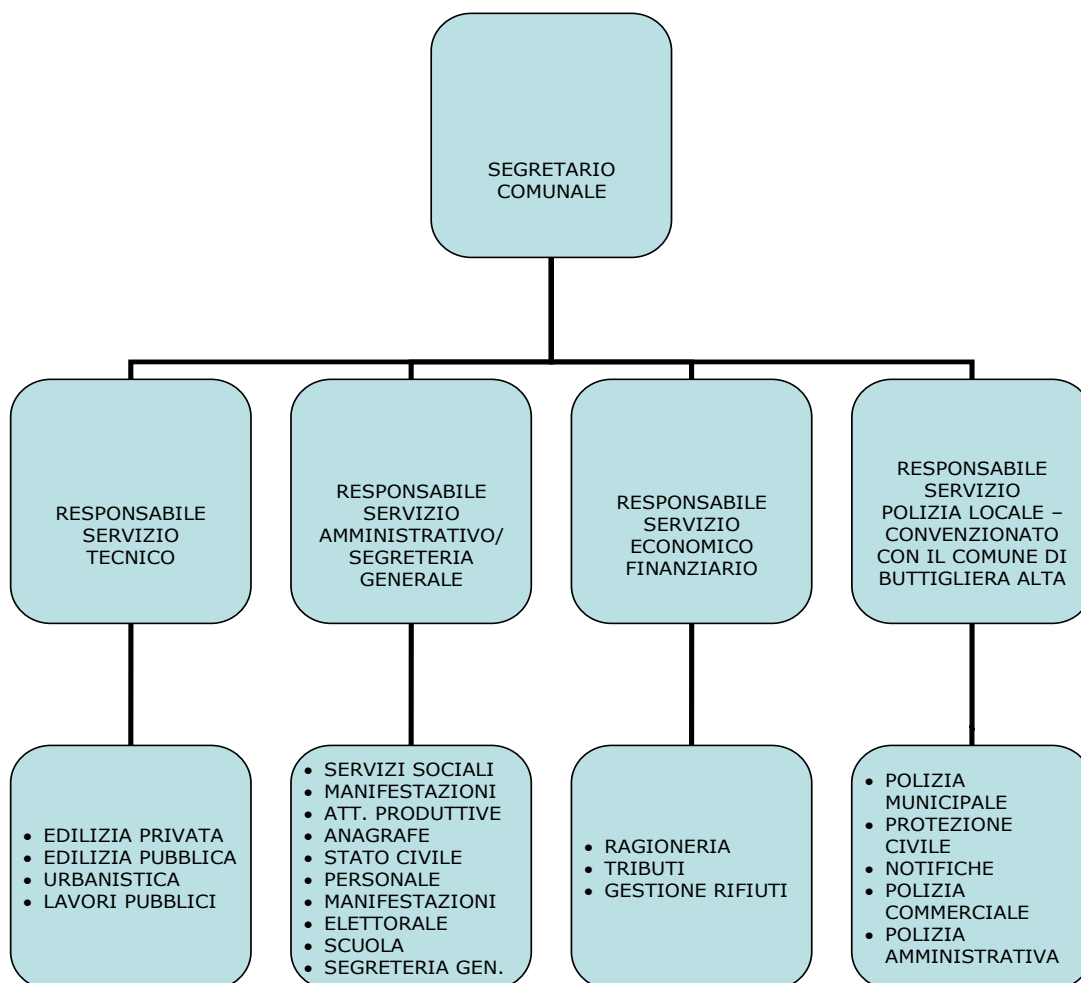 SEGRETARIO
COMUNALE
RESPONSABILE
SERVIZIO
TECNICO
RESPONSABILE
SERVIZIO
AMMINISTRATIVO/
SEGRETERIA
GENERALE
RESPONSABILE
SERVIZIO
ECONOMICO
FINANZIARIO
RESPONSABILE
SERVIZIO
POLIZIA LOCALE –
CONVENZIONATO
CON IL COMUNE DI
BUTTIGLIERA ALTA
• EDILIZIA PRIVATA
• EDILIZIA PUBBLICA
• URBANISTICA
• LAVORI PUBBLICI
• SERVIZI SOCIALI
• MANIFESTAZIONI
• ATT. PRODUTTIVE
• ANAGRAFE
• STATO CIVILE
• PERSONALE
• MANIFESTAZIONI
• ELETTORALE
• SCUOLA
• SEGRETERIA GEN.
• RAGIONERIA
• TRIBUTI
• GESTIONE RIFIUTI
• POLIZIA
MUNICIPALE
• PROTEZIONE
CIVILE
• NOTIFICHE
• POLIZIA
COMMERCIALE
• POLIZIA
AMMINISTRATIVA